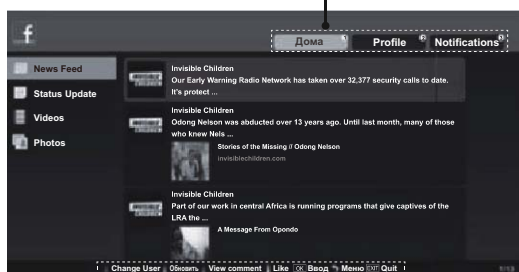 f
Дома Profile Notifications
News Feed
Status Update
Videos
Photos
Invisible Children
Our Early Warning Radio Network has taken over 32,377 security calls to date.
It's protect ...
Invisible Children
Odong Nelson was abducted over 13 years ago. Until last month, many of those
who knew Nels ...
Stories of the Missing // Odong Nelson
invisiblechildren.com
Invisible Children
Part of our work in central Africa is running programs that give captives of the
LRA the ...
A Message From Opondo
Change User Обновить View comment Like OK Ввод Меню EXIT Quit